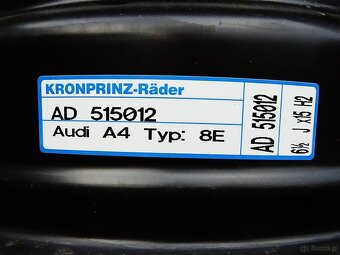 KRONPRINZ-Räder
AD 515012
Audi A4 Typ: 8E
AD 515012
6½ J x15 H2